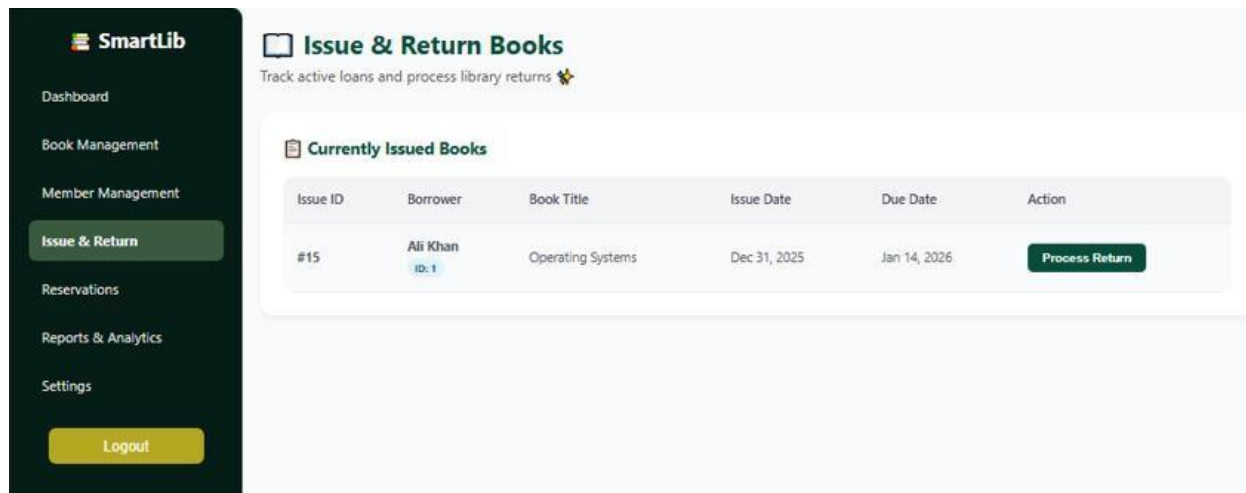 SmartLib
Dashboard
Book Management
Member Management
Issue & Return
Reservations
Reports & Analytics
Settings
Logout
Issue & Return Books
Track active loans and process library returns
Currently Issued Books
Issue ID Borrower Book Title Issue Date Due Date Action
#15 Ali Khan Operating Systems Dec 31, 2025 Jan 14, 2026 Process Return
ID: 1